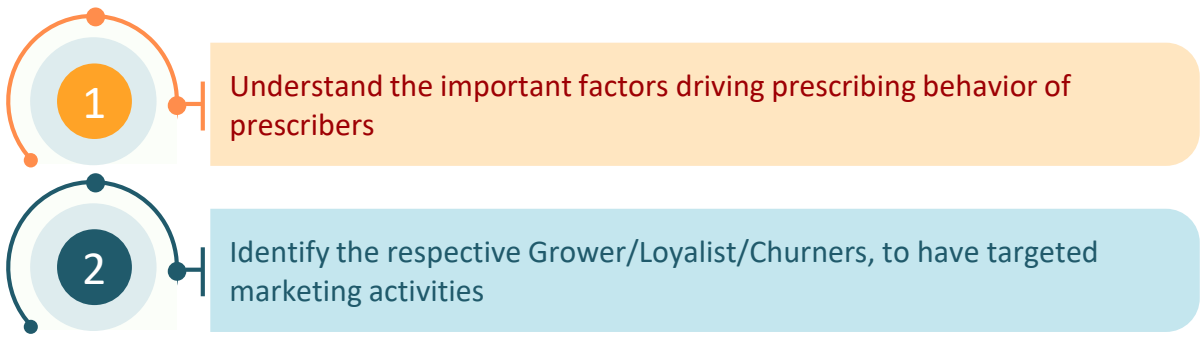 1
Understand the important factors driving prescribing behavior of
prescribers
2
Identify the respective Grower/Loyalist/Churners, to have targeted
marketing activities